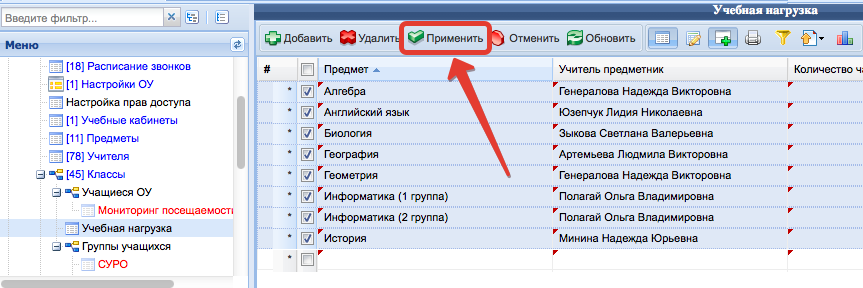 Учебная нагрузка
Введите фильтр...
Добавить Удалить Применить Отменить Обновить
Меню
[18] Расписание звонков
[1] Настройки ОУ
Настройка прав доступа
[1] Учебные кабинеты
[11] Предметы
[78] Учителя
[45] Классы
Учащиеся ОУ
Мониторинг посещаемости
Учебная нагрузка
Группы учащихся
СУРО
# Предмет Учитель предметник Количество ча
* Алгебра Генералова Надежда Викторовна
* Английский язык Юзепчук Лидия Николаевна
* Биология Зыкова Светлана Валерьевна
* География Артемьева Людмила Викторовна
* Геометрия Генералова Надежда Викторовна
* Информатика (1 группа) Полагай Ольга Владимировна
* Информатика (2 группа) Полагай Ольга Владимировна
* История Минина Надежда Юрьевна
*